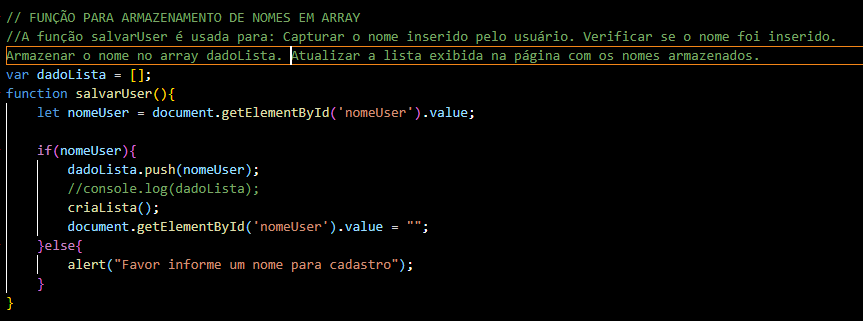 // FUNÇÃO PARA ARMAZENAMENTO DE NOMES EM ARRAY
//A função salvarUser é usada para: Capturar o nome inserido pelo usuário. Verificar se o nome foi inserido.
Armazenar o nome no array dadoLista. Atualizar a lista exibida na página com os nomes armazenados.
var dadoLista = [];
function salvarUser(){
    let nomeUser = document.getElementById('nomeUser').value;
    if(nomeUser){
        dadoLista.push(nomeUser);
        //console.log(dadoLista);
        criaLista();
        document.getElementById('nomeUser').value = "";
    }else{
        alert("Favor informe um nome para cadastro");
    }
}